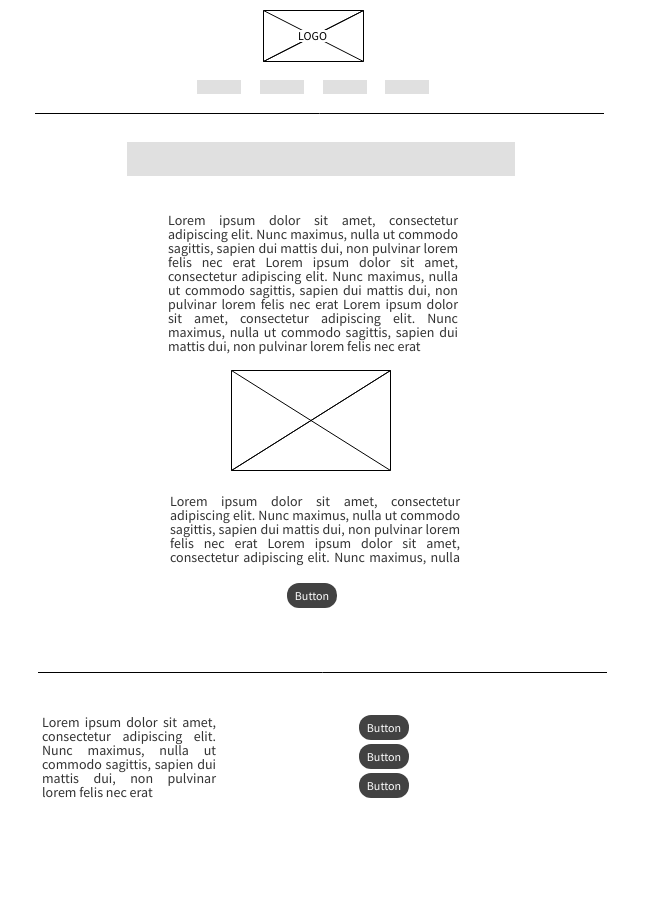 LOGO
Lorem ipsum dolor sit amet, consectetur
adipiscing elit. Nunc maximus, nulla ut commodo
sagittis, sapien dui mattis dui, non pulvinar lorem
felis nec erat Lorem ipsum dolor sit amet,
consectetur adipiscing elit. Nunc maximus, nulla
ut commodo sagittis, sapien dui mattis dui, non
pulvinar lorem felis nec erat Lorem ipsum dolor
sit amet, consectetur adipiscing elit. Nunc
maximus, nulla ut commodo sagittis, sapien dui
mattis dui, non pulvinar lorem felis nec erat
Lorem ipsum dolor sit amet, consectetur
adipiscing elit. Nunc maximus, nulla ut commodo
sagittis, sapien dui mattis dui, non pulvinar lorem
felis nec erat Lorem ipsum dolor sit amet,
consectetur adipiscing elit. Nunc maximus, nulla
Button
Lorem ipsum dolor sit amet,
consectetur adipiscing elit.
Nunc maximus, nulla ut
commodo sagittis, sapien dui
mattis dui, non pulvinar
lorem felis nec erat
Button
Button
Button